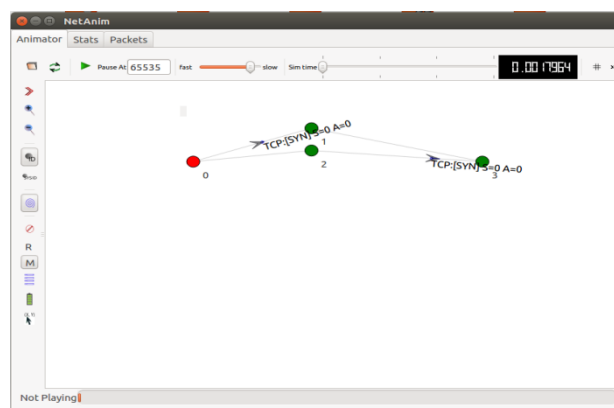 NetAnim
Animator Stats Packets
Pause At 65535 fast slow Sim time 0.0017964
TCP:[SYN] S=0 A=0
1
0
2
TCP:[SYN] S=0 A=0
3
R
M
Not Playing